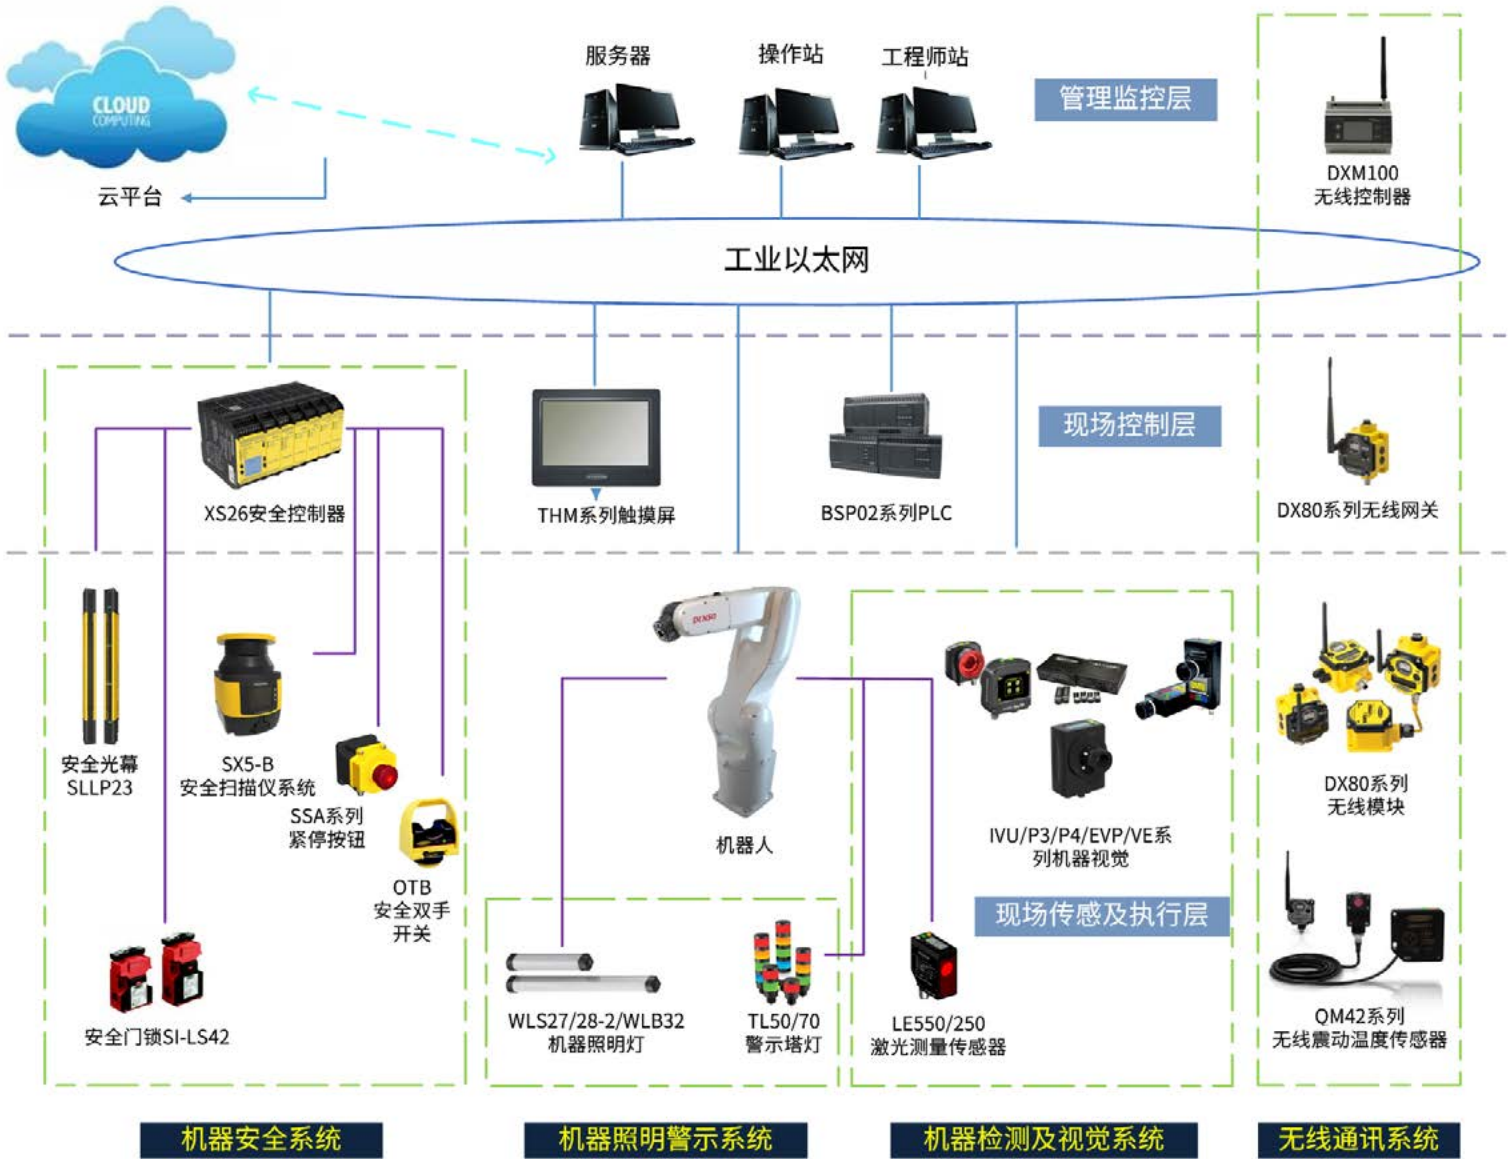 服务器
操作站
工程师站
管理监控层
CLOUD
COMPUTING
DXM100
无线控制器
云平台
工业以太网
现场控制层
XS26安全控制器
THM系列触摸屏
BSP02系列PLC
DX80系列无线网关
DENSO
安全光幕
SLLP23
SX5-B
安全扫描仪系统
SSA系列
紧停按钮
OTB
安全双手
开关
机器人
IVU/P3/P4/EVP/VE系
列机器视觉
DX80系列
无线模块
现场传感及执行层
安全门锁SI-LS42
WLS27/28-2/WLB32
机器照明灯
TL50/70
警示塔灯
LE550/250
激光测量传感器
QM42系列
无线震动温度传感器
机器安全系统
机器照明警示系统
机器检测及视觉系统
无线通讯系统